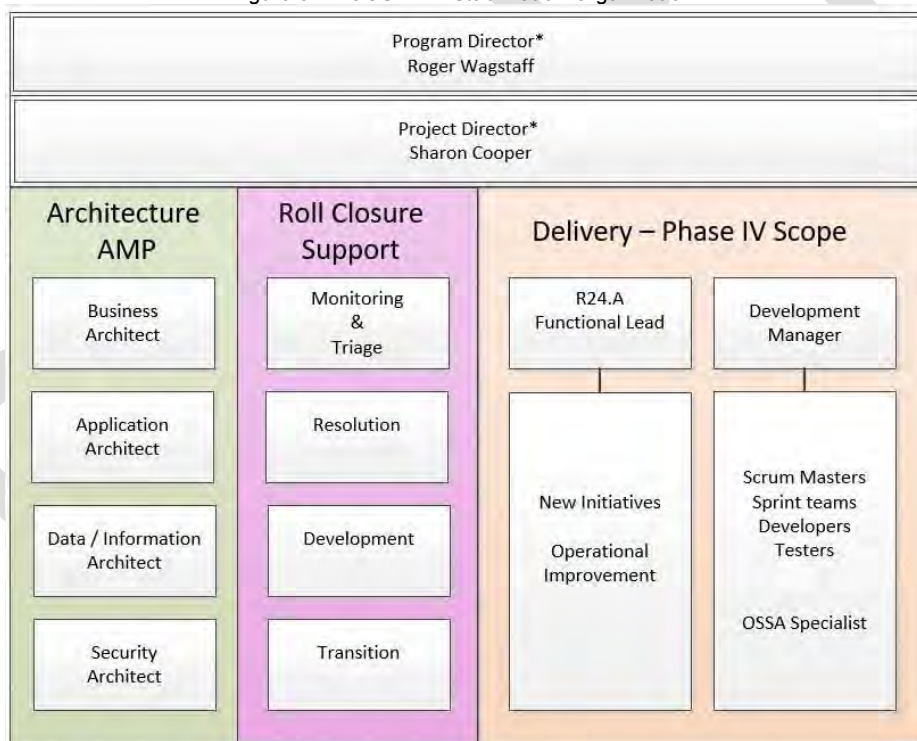 Program Director*
Roger Wagstaff
Project Director*
Sharon Cooper
Architecture
AMP
Business
Architect
Application
Architect
Data / Information
Architect
Security
Architect
Roll Closure
Support
Monitoring
&
Triage
Resolution
Development
Transition
Delivery – Phase IV Scope
R24.A
Functional Lead
New Initiatives
Operational
Improvement
Development
Manager
Scrum Masters
Sprint teams
Developers
Testers
OSSA Specialist